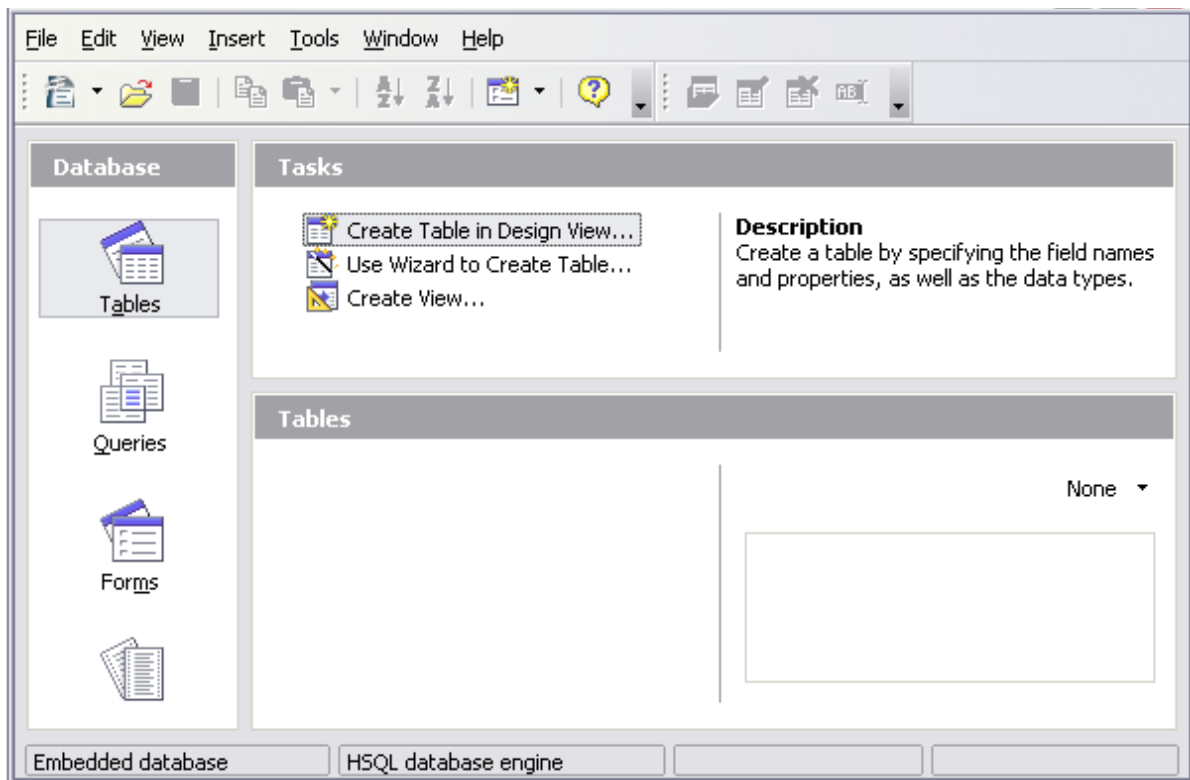 File Edit View Insert Tools Window Help
Database
Tables
Queries
Forms
Tasks
Create Table in Design View...
Use Wizard to Create Table...
Create View...
Description
Create a table by specifying the field names
and properties, as well as the data types.
Tables
None
Embedded database
HSQL database engine